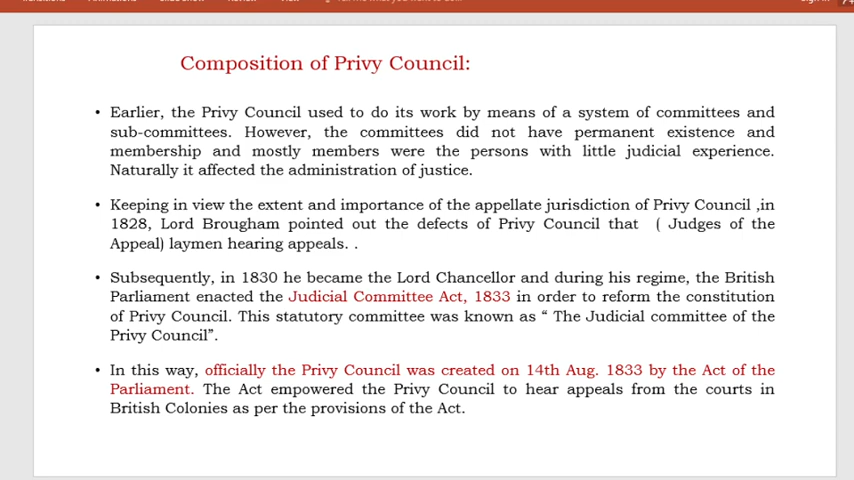 Composition of Privy Council:
• Earlier, the Privy Council used to do its work by means of a system of committees and
sub-committees. However, the committees did not have permanent existence and
membership and mostly members were the persons with little judicial experience.
Naturally it affected the administration of justice.
• Keeping in view the extent and importance of the appellate jurisdiction of Privy Council ,in
1828, Lord Brougham pointed out the defects of Privy Council that ( Judges of the
Appeal) laymen hearing appeals. .
• Subsequently, in 1830 he became the Lord Chancellor and during his regime, the British
Parliament enacted the Judicial Committee Act, 1833 in order to reform the constitution
of Privy Council. This statutory committee was known as “ The Judicial committee of the
Privy Council”.
• In this way, officially the Privy Council was created on 14th Aug. 1833 by the Act of the
Parliament. The Act empowered the Privy Council to hear appeals from the courts in
British Colonies as per the provisions of the Act.